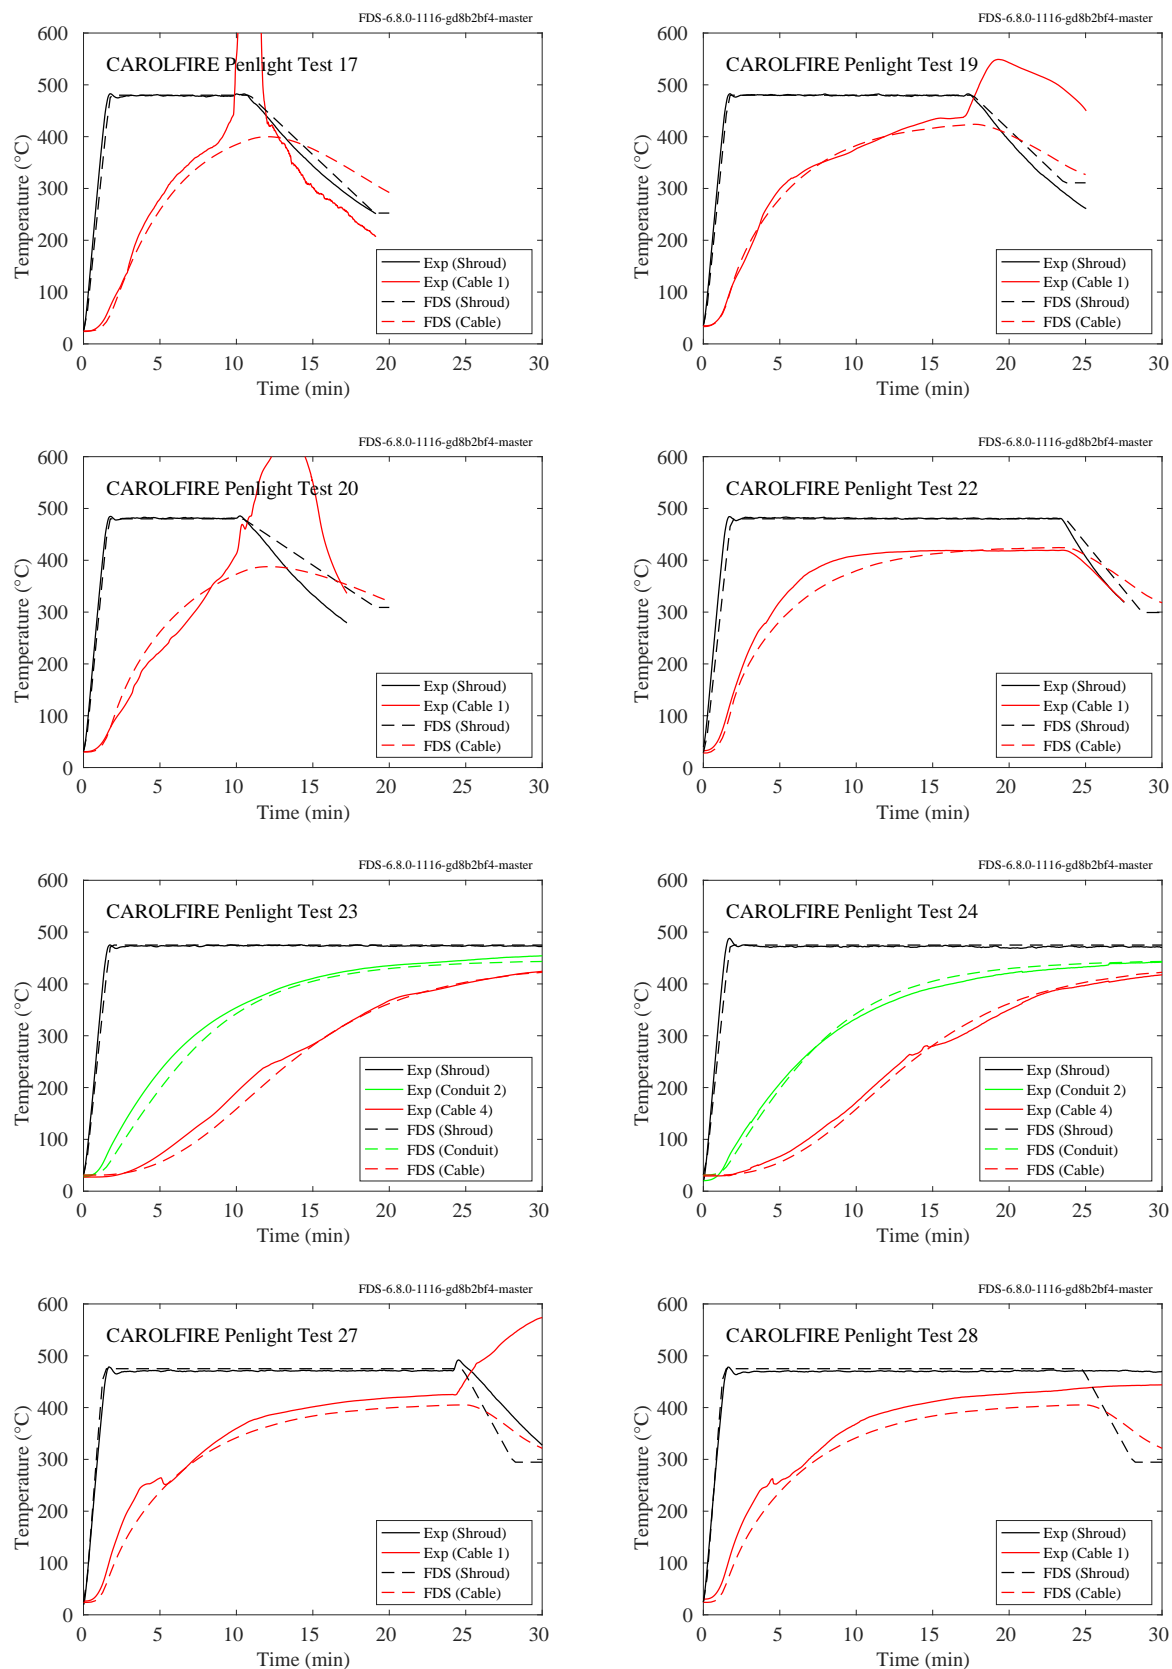 FDS-6.8.0-1116-gd8b2bf4-master
CAROLFIRE Penlight Test 17
Temperature (°C)
600
500
400
300
200
100
0
0 5 10 15 20 25 30
Time (min)
Exp (Shroud)
Exp (Cable 1)
FDS (Shroud)
FDS (Cable)
FDS-6.8.0-1116-gd8b2bf4-master
CAROLFIRE Penlight Test 19
Temperature (°C)
600
500
400
300
200
100
0
0 5 10 15 20 25 30
Time (min)
Exp (Shroud)
Exp (Cable 1)
FDS (Shroud)
FDS (Cable)
FDS-6.8.0-1116-gd8b2bf4-master
CAROLFIRE Penlight Test 20
Temperature (°C)
600
500
400
300
200
100
0
0 5 10 15 20 25 30
Time (min)
Exp (Shroud)
Exp (Cable 1)
FDS (Shroud)
FDS (Cable)
FDS-6.8.0-1116-gd8b2bf4-master
CAROLFIRE Penlight Test 22
Temperature (°C)
600
500
400
300
200
100
0
0 5 10 15 20 25 30
Time (min)
Exp (Shroud)
Exp (Cable 1)
FDS (Shroud)
FDS (Cable)
FDS-6.8.0-1116-gd8b2bf4-master
CAROLFIRE Penlight Test 23
Temperature (°C)
600
500
400
300
200
100
0
0 5 10 15 20 25 30
Time (min)
Exp (Shroud)
Exp (Conduit 2)
Exp (Cable 4)
FDS (Shroud)
FDS (Conduit)
FDS (Cable)
FDS-6.8.0-1116-gd8b2bf4-master
CAROLFIRE Penlight Test 24
Temperature (°C)
600
500
400
300
200
100
0
0 5 10 15 20 25 30
Time (min)
Exp (Shroud)
Exp (Conduit 2)
Exp (Cable 4)
FDS (Shroud)
FDS (Conduit)
FDS (Cable)
FDS-6.8.0-1116-gd8b2bf4-master
CAROLFIRE Penlight Test 27
Temperature (°C)
600
500
400
300
200
100
0
0 5 10 15 20 25 30
Time (min)
Exp (Shroud)
Exp (Cable 1)
FDS (Shroud)
FDS (Cable)
FDS-6.8.0-1116-gd8b2bf4-master
CAROLFIRE Penlight Test 28
Temperature (°C)
600
500
400
300
200
100
0
0 5 10 15 20 25 30
Time (min)
Exp (Shroud)
Exp (Cable 1)
FDS (Shroud)
FDS (Cable)